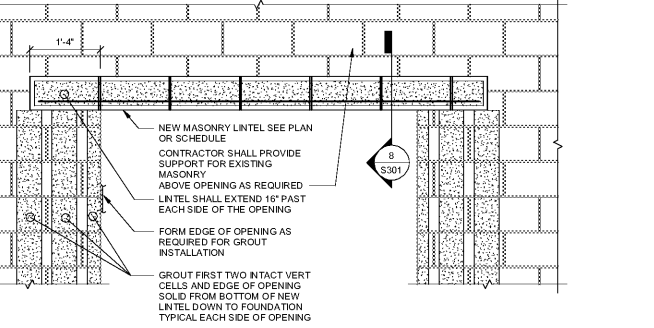 1'-4"
NEW MASONRY LINTEL SEE PLAN
OR SCHEDULE
CONTRACTOR SHALL PROVIDE
SUPPORT FOR EXISTING
MASONRY
ABOVE OPENING AS REQUIRED
8
S301
LINTEL SHALL EXTEND 16" PAST
EACH SIDE OF THE OPENING
FORM EDGE OF OPENING AS
REQUIRED FOR GROUT
INSTALLATION
GROUT FIRST TWO INTACT VERT
CELLS AND EDGE OF OPENING
SOLID FROM BOTTOM OF NEW
LINTEL DOWN TO FOUNDATION
TYPICAL EACH SIDE OF OPENING